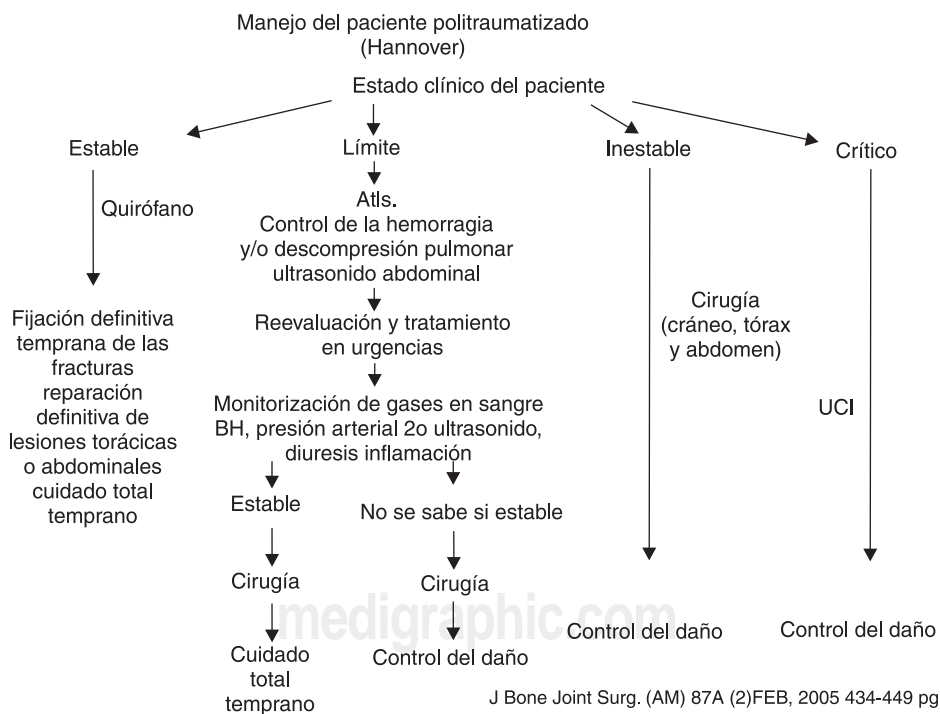 Manejo del paciente politraumatizado
(Hannover)
Estado clínico del paciente
Estable
Límite
Inestable
Crítico
Quirófano
Fijación definitiva
temprana de las
fracturas
reparación
definitiva de
lesiones torácicas
o abdominales
cuidado total
temprano
Atls.
Control de la hemorragia
y/o descompresión pulmonar
ultrasonido abdominal
Reevaluación y tratamiento
en urgencias
Monitorización de gases en sangre
BH, presión arterial 2o ultrasonido,
diuresis inflamación
Estable
No se sabe si estable
Cirugía
Cirugía
Cuidado
total
temprano
Control del daño
Cirugía
(cráneo, tórax
y abdomen)
Control del daño
UCI
Control del daño
medigraphic.com
J Bone Joint Surg. (AM) 87A (2)FEB, 2005 434-449 pg